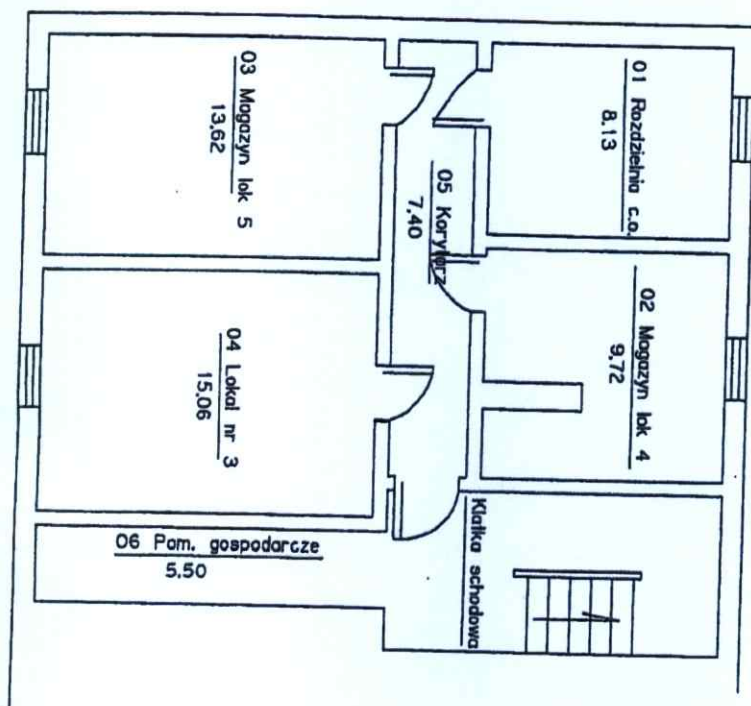 03 Magazyn lok 5
13,62
01 Rozdzielnia c.o.
8.13
05 Korytarz
7,40
02 Magazyn lok 4
9,72
04 Lokal nr 3
15,06
06 Pom. gospodarcze
5.50
Klatka schodowa